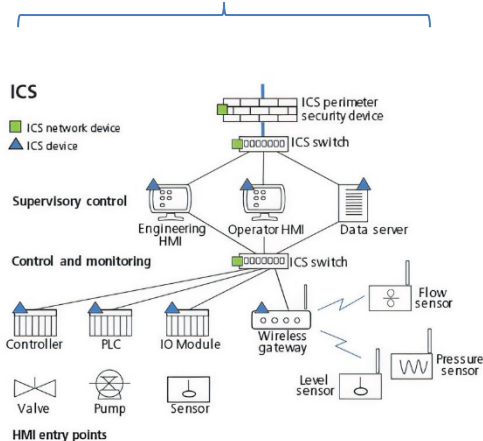 ICS
ICS network device
ICS device
ICS perimeter
security device
ICS switch
Supervisory control
Engineering
HMI
Operator HMI
Data server
Control and monitoring
ICS switch
Controller
PLC
IO Module
Wireless
gateway
Flow
sensor
Pressure
sensor
Level
sensor
Valve
Pump
Sensor
HMI entry points